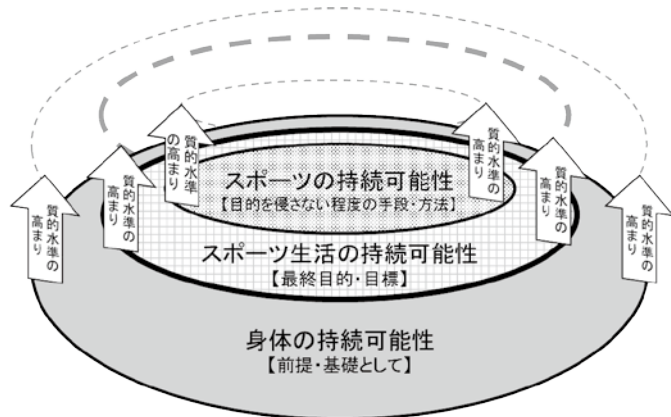 質的水準
の高まり
質的水準の
高まり
質的水準の
高まり
質的水準の
高まり
質的水準の
高まり
質的水準の
高まり
スポーツの持続可能性
【目的を侵さない程度の手段・方法】
スポーツ生活の持続可能性
【最終目的・目標】
身体の持続可能性
【前提・基礎として】